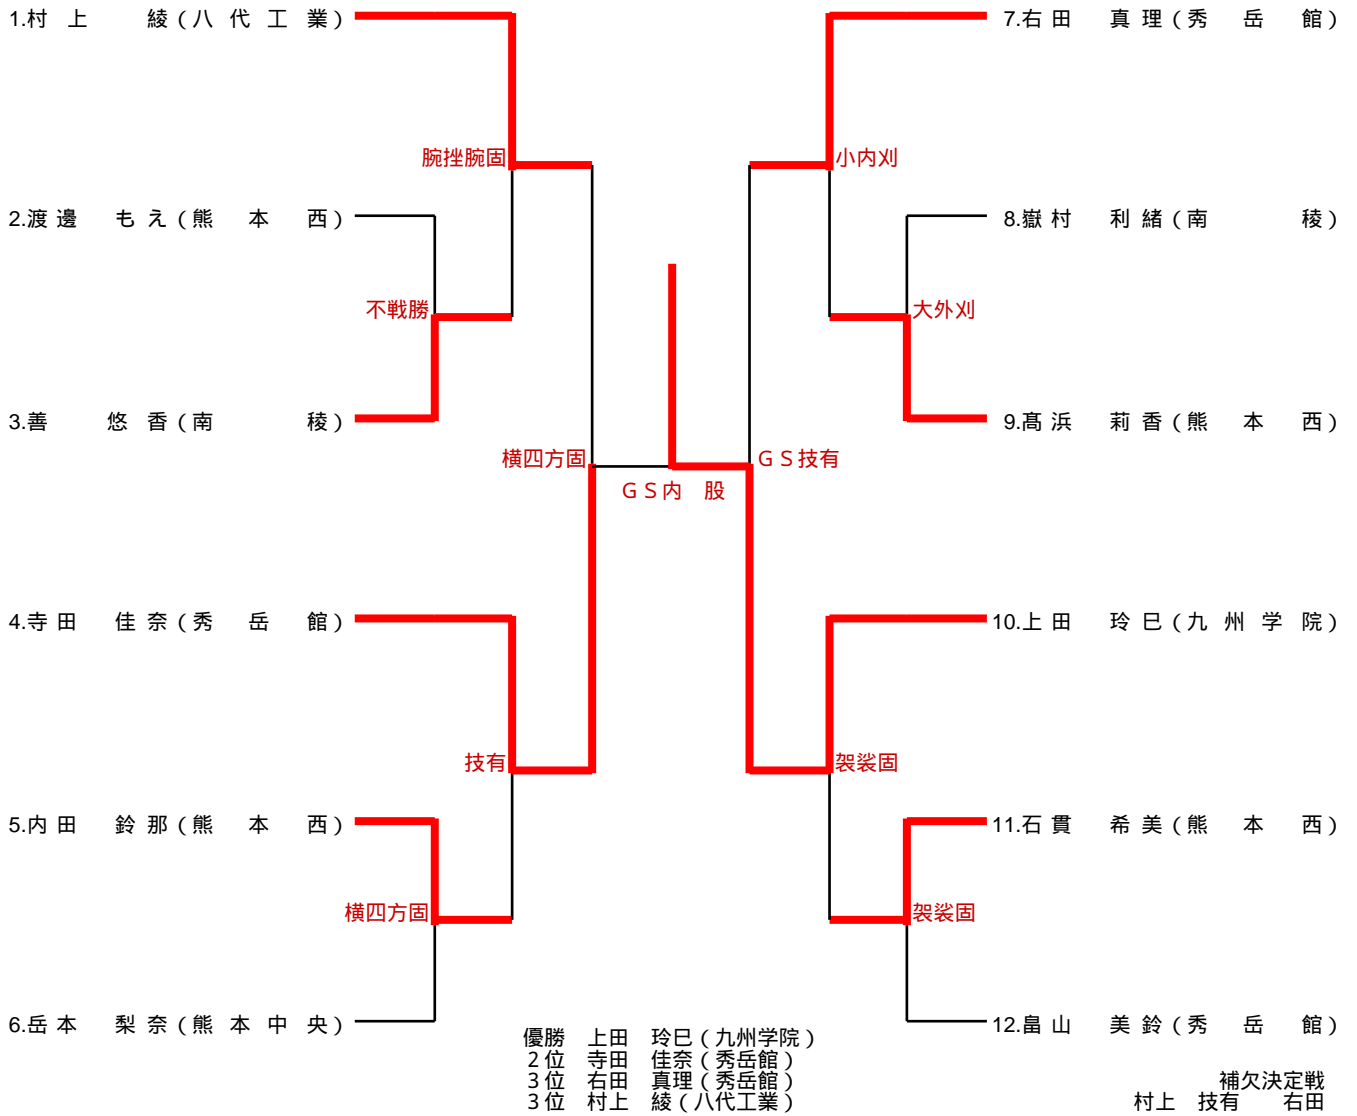 1.村上　綾（八代工業）
7.右田　真理（秀岳館）
腕挫腕固
小内刈
2.渡邊　もえ（熊本西）
8.嶽村　利緒（南稜）
不戦勝
大外刈
3.善　悠香（南稜）
9.髙浜　莉香（熊本西）
横四方固
ＧＳ技有
ＧＳ内　股
4.寺田　佳奈（秀岳館）
10.上田　玲巳（九州学院）
技有
袈裟固
5.内田　鈴那（熊本西）
11.石貫　希美（熊本西）
横四方固
袈裟固
6.岳本　梨奈（熊本中央）
12.畠山　美鈴（秀岳館）
優勝　上田　玲巳（九州学院）
２位　寺田　佳奈（秀岳館）
３位　右田　真理（秀岳館）
３位　村上　綾（八代工業）
補欠決定戦
村上　技有　右田